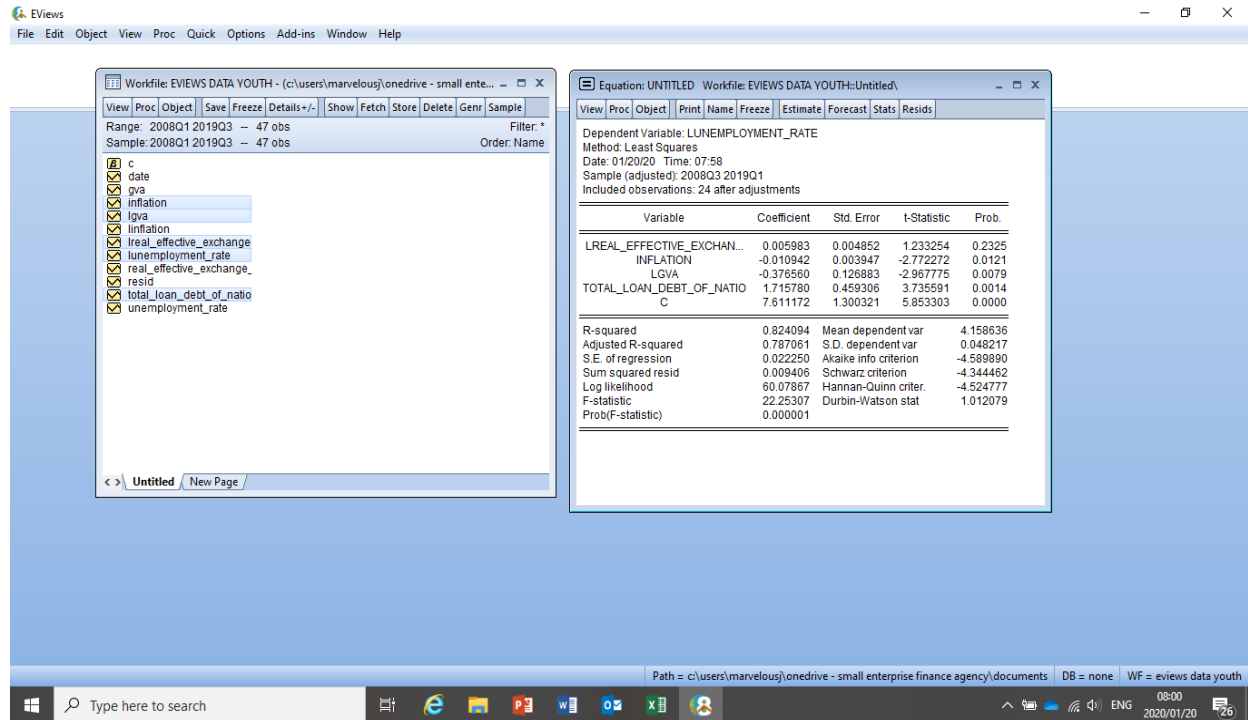 EViews
File Edit Object View Proc Quick Options Add-ins Window Help
Workfile: EVIEWS DATA YOUTH - (c:\users\marvelousj\onedrive - small ente...
View Proc Object Save Freeze Details+/- Show Fetch Store Delete Genr Sample
Range: 2008Q1 2019Q3 -- 47 obs Filter: *
Sample: 2008Q1 2019Q3 -- 47 obs Order: Name
B c
date
gva
inflation
lgva
linflation
lreal_effective_exchange
lunemployment_rate
real_effective_exchange_
resid
total_loan_debt_of_natio
unemployment_rate
< > Untitled New Page
Equation: UNTITLED Workfile: EVIEWS DATA YOUTH::Untitled\
View Proc Object Print Name Freeze Estimate Forecast Stats Resids
Dependent Variable: LUNEMPLOYMENT_RATE
Method: Least Squares
Date: 01/20/20 Time: 07:58
Sample (adjusted): 2008Q3 2019Q1
Included observations: 24 after adjustments
Variable Coefficient Std. Error t-Statistic Prob.
LREAL_EFFECTIVE_EXCHAN... 0.005983 0.004852 1.233254 0.2325
INFLATION -0.010942 0.003947 -2.772272 0.0121
LGVA -0.376560 0.126883 -2.967775 0.0079
TOTAL_LOAN_DEBT_OF_NATIO 1.715780 0.459306 3.735591 0.0014
C 7.611172 1.300321 5.853303 0.0000
R-squared 0.824094 Mean dependent var 4.158636
Adjusted R-squared 0.787061 S.D. dependent var 0.048217
S.E. of regression 0.022250 Akaike info criterion -4.589890
Sum squared resid 0.009406 Schwarz criterion -4.344462
Log likelihood 60.07867 Hannan-Quinn criter. -4.524777
F-statistic 22.25307 Durbin-Watson stat 1.012079
Prob(F-statistic) 0.000001
Path = c:\users\marvelousj\onedrive - small enterprise finance agency\documents DB = none WF = eviews data youth
Type here to search
ENG
08:00
2020/01/20
26